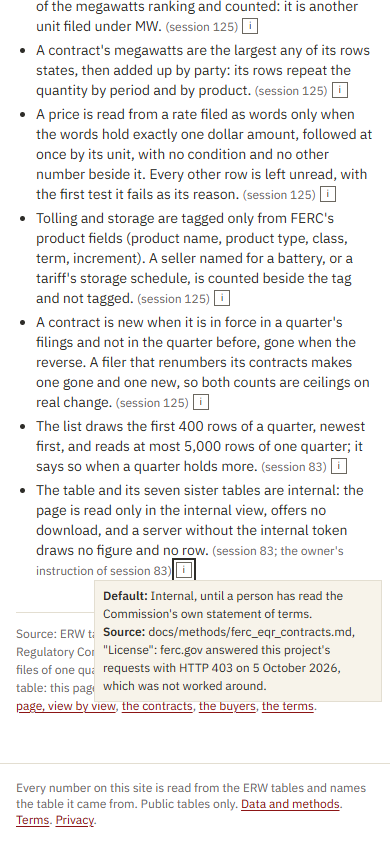 of the megawatts ranking and counted: it is another
unit filed under MW. (session 125) i
A contract's megawatts are the largest any of its rows
states, then added up by party: its rows repeat the
quantity by period and by product. (session 125) i
A price is read from a rate filed as words only when
the words hold exactly one dollar amount, followed at
once by its unit, with no condition and no other
number beside it. Every other row is left unread, with
the first test it fails as its reason. (session 125) i
Tolling and storage are tagged only from FERC's
product fields (product name, product type, class,
term, increment). A seller named for a battery, or a
tariff's storage schedule, is counted beside the tag
and not tagged. (session 125) i
A contract is new when it is in force in a quarter's
filings and not in the quarter before, gone when the
reverse. A filer that renumbers its contracts makes
one gone and one new, so both counts are ceilings on
real change. (session 125) i
The list draws the first 400 rows of a quarter, newest
first, and reads at most 5,000 rows of one quarter; it
says so when a quarter holds more. (session 83) i
The table and its seven sister tables are internal: the
page is read only in the internal view, offers no
download, and a server without the internal token
draws no figure and no row. (session 83; the owner's
instruction of session 83) i
Default: Internal, until a person has read the
Commission's own statement of terms.
Source: docs/methods/ferc_eqr_contracts.md,
"License": ferc.gov answered this project's
requests with HTTP 403 on 5 October 2026,
which was not worked around.
Source: ERW
Regulatory
files of one
table: this
page, view by view, the contracts, the buyers, the terms.
Every number on this site is read from the ERW tables and names
the table it came from. Public tables only. Data and methods.
Terms. Privacy.